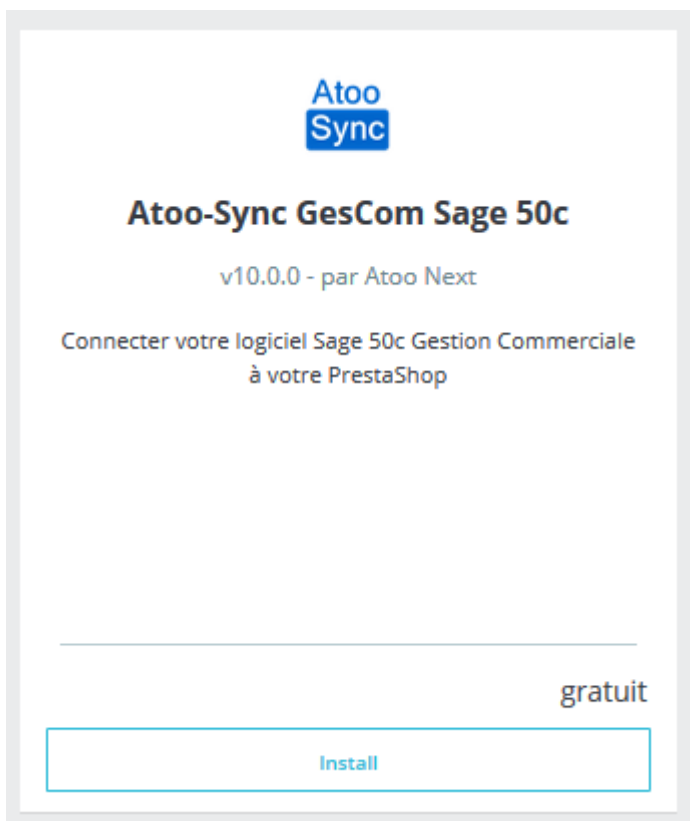 Atoo
Sync
Atoo-Sync GesCom Sage 50c
v10.0.0 - par Atoo Next
Connecter votre logiciel Sage 50c Gestion Commerciale
à votre PrestaShop
gratuit
Install